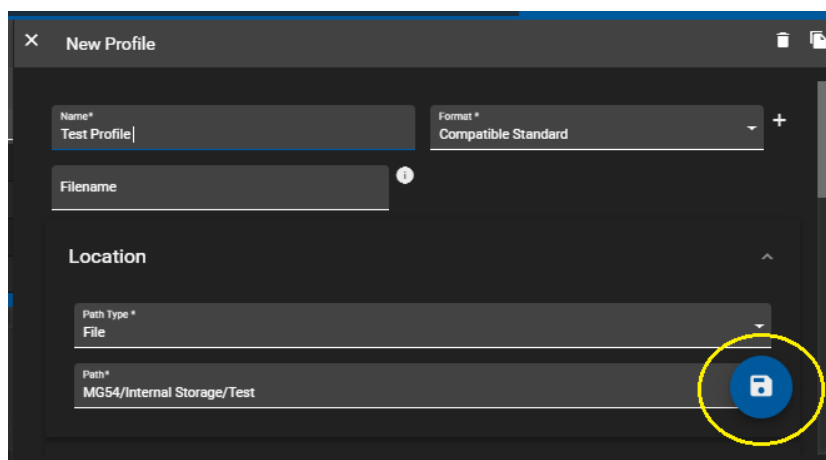 New Profile
Name*
Format *
Test Profile
Compatible Standard
Filename
Location
Path Type *
File
Path*
MG54/Internal Storage/Test